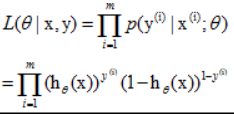 L(θ | x, y) = ∏_{i=1}^{m} p(y^{(i)} | x^{(i)}; θ)
= ∏_{i=1}^{m} (h_θ(x))^{y^{(i)}} (1-h_θ(x))^{1-y^{(i)}}